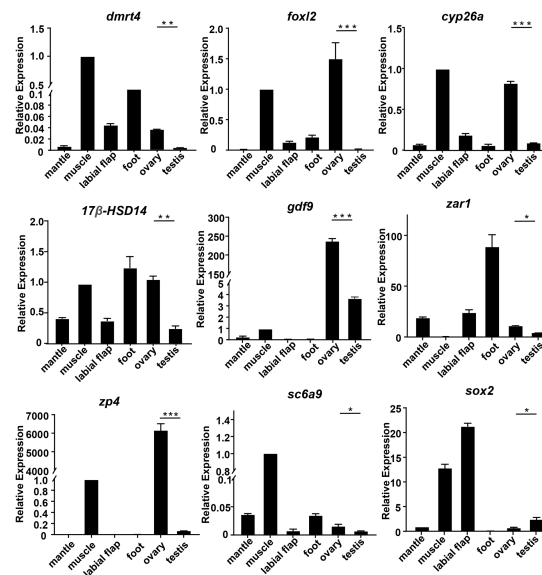 dmrt4
**
Relative Expression
1.5
1.0
0.5
0.1
0.08
0.06
0.04
0.02
0
mantle
muscle
labial flap
foot
ovary
testis
foxl2
***
Relative Expression
2.0
1.5
1.0
0.5
0.0
mantle
muscle
labial flap
foot
ovary
testis
cyp26a
***
Relative Expression
1.5
1.0
0.5
0.0
mantle
muscle
labial flap
foot
ovary
testis
17β-HSD14
**
Relative Expression
2.0
1.5
1.0
0.5
0.0
mantle
muscle
labial flap
foot
ovary
testis
gdf9
***
Relative Expression
300
250
200
150
4
3
2
1
0
mantle
muscle
labial flap
foot
ovary
testis
zar1
*
Relative Expression
100
50
0
mantle
muscle
labial flap
foot
ovary
testis
zp4
***
Relative Expression
7000
6000
5000
4000
1.0
0.8
0.6
0.4
0.2
0.0
mantle
muscle
labial flap
foot
ovary
testis
sc6a9
*
Relative Expression
1.4
1.2
1.0
0.8
0.1
0.05
0
mantle
muscle
labial flap
foot
ovary
testis
sox2
*
Relative Expression
25
20
15
10
5
0
mantle
muscle
labial flap
foot
ovary
testis